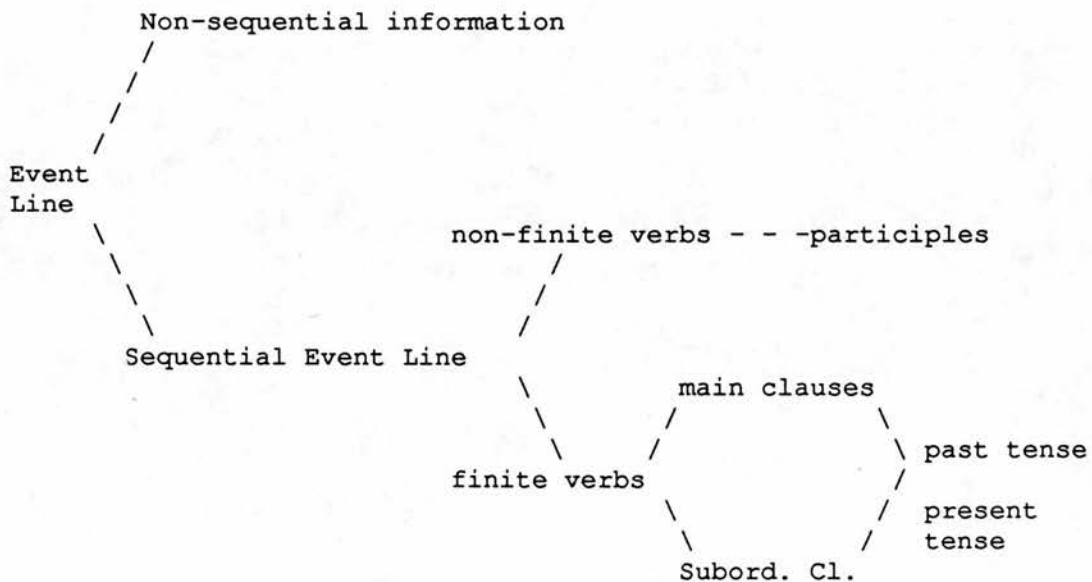 Non-sequential information
Event
Line
non-finite verbs - - -participles
Sequential Event Line
main clauses
past tense
finite verbs
present
tense
Subord. Cl.